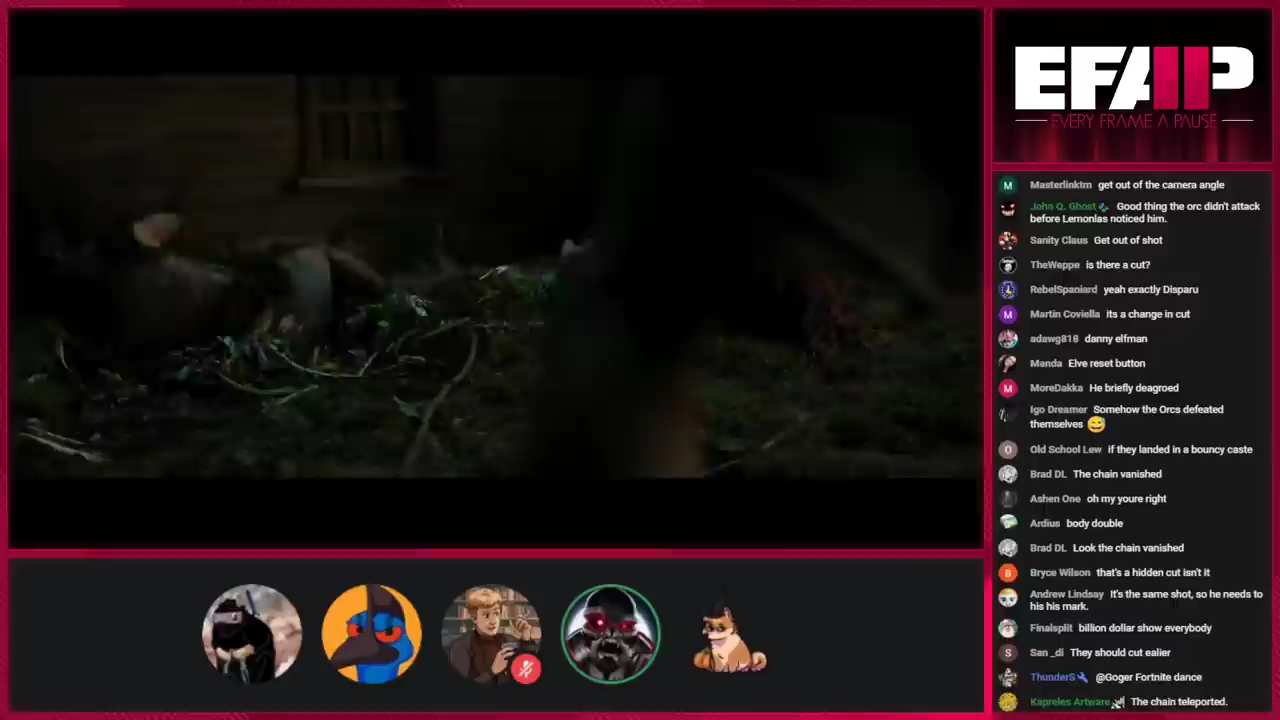 EFAP
EVERY FRAME A PAUSE
Masterlinktm get out of the camera angle
John Q. Ghost Good thing the orc didn't attack
before Lemonlas noticed him.
Sanity Claus Get out of shot
TheWeppe is there a cut?
RebelSpaniard yeah exactly Disparu
Martin Coviella its a change in cut
adawg818 danny elfman
Manda Elve reset button
MoreDakka He briefly deagroed
Igo Dreamer Somehow the Orcs defeated
themselves 😅
Old School Lew if they landed in a bouncy caste
Brad DL The chain vanished
Ashen One oh my youre right
Ardius body double
Brad DL Look the chain vanished
Bryce Wilson that's a hidden cut isn't it
Andrew Lindsay It's the same shot, so he needs to
his his mark.
Finalsplit billion dollar show everybody
San _di They should cut ealier
ThunderS @Goger Fortnite dance
Kapreles Artware The chain teleported.